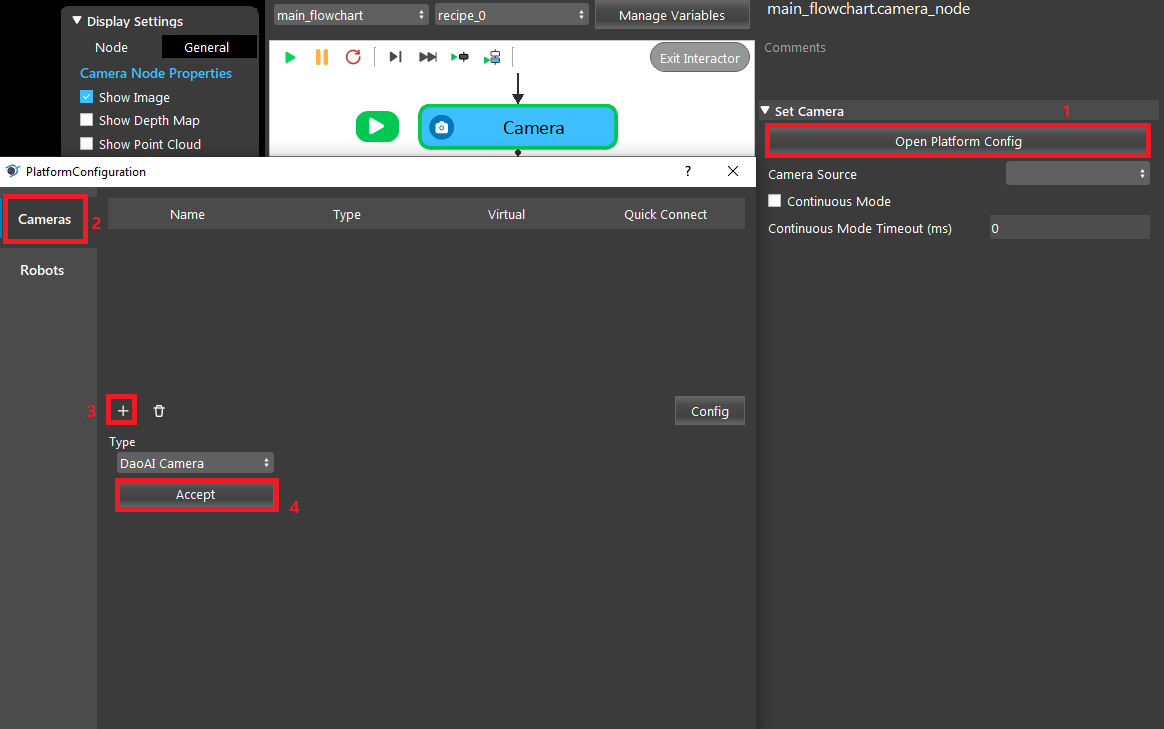 Display Settings
Node General
Camera Node Properties
Show Image
Show Depth Map
Show Point Cloud
main_flowchart recipe_0 Manage Variables
Exit Interactor
Camera
main_flowchart.camera_node
Comments
Set Camera 1
Open Platform Config
Camera Source
Continuous Mode
Continuous Mode Timeout (ms) 0
PlatformConfiguration ?
Cameras 2
Robots
Name Type Virtual Quick Connect
3 + Config
Type
DaoAI Camera
Accept 4